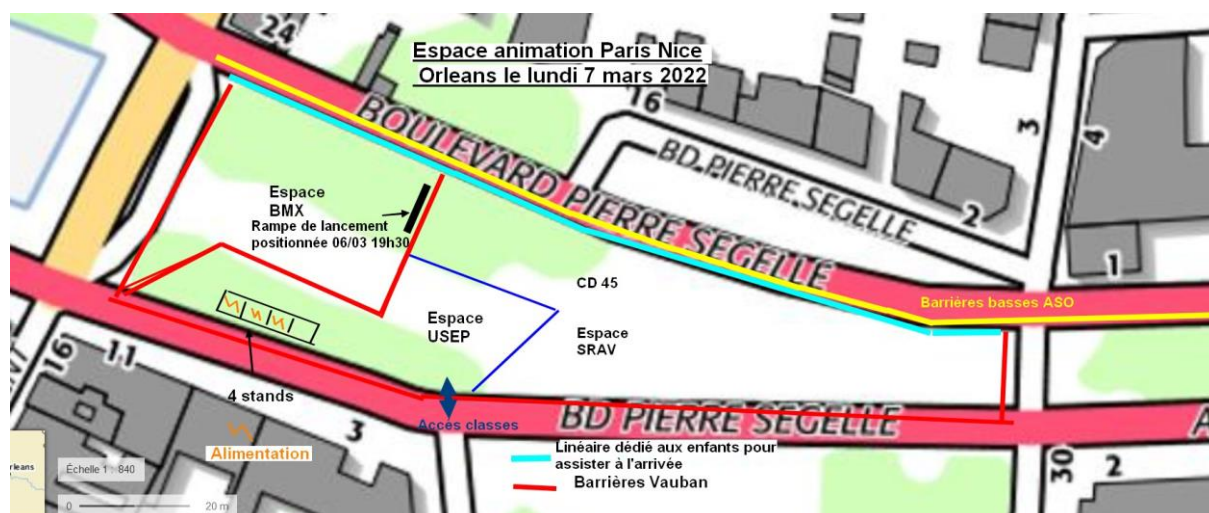 24
Espace animation Paris Nice
Orleans le lundi 7 mars 2022
16
BD PIERRE SEGELLE
2
3
4
1
BOULEVARD PIERRE SEGELLE
Espace
BMX
Rampe de lancement
positionnée 06/03 19h30
CD 45
Barrières basses ASO
Espace
USEP
Espace
SRAV
16
11
4 stands
3
Accès classes
BD PIERRE SEGELLE
A
Alimentation
Linéaire dédié aux enfants pour
assister à l'arrivée
Barrières Vauban
30
2
rleans
Échelle 1 : 840
0 20 m